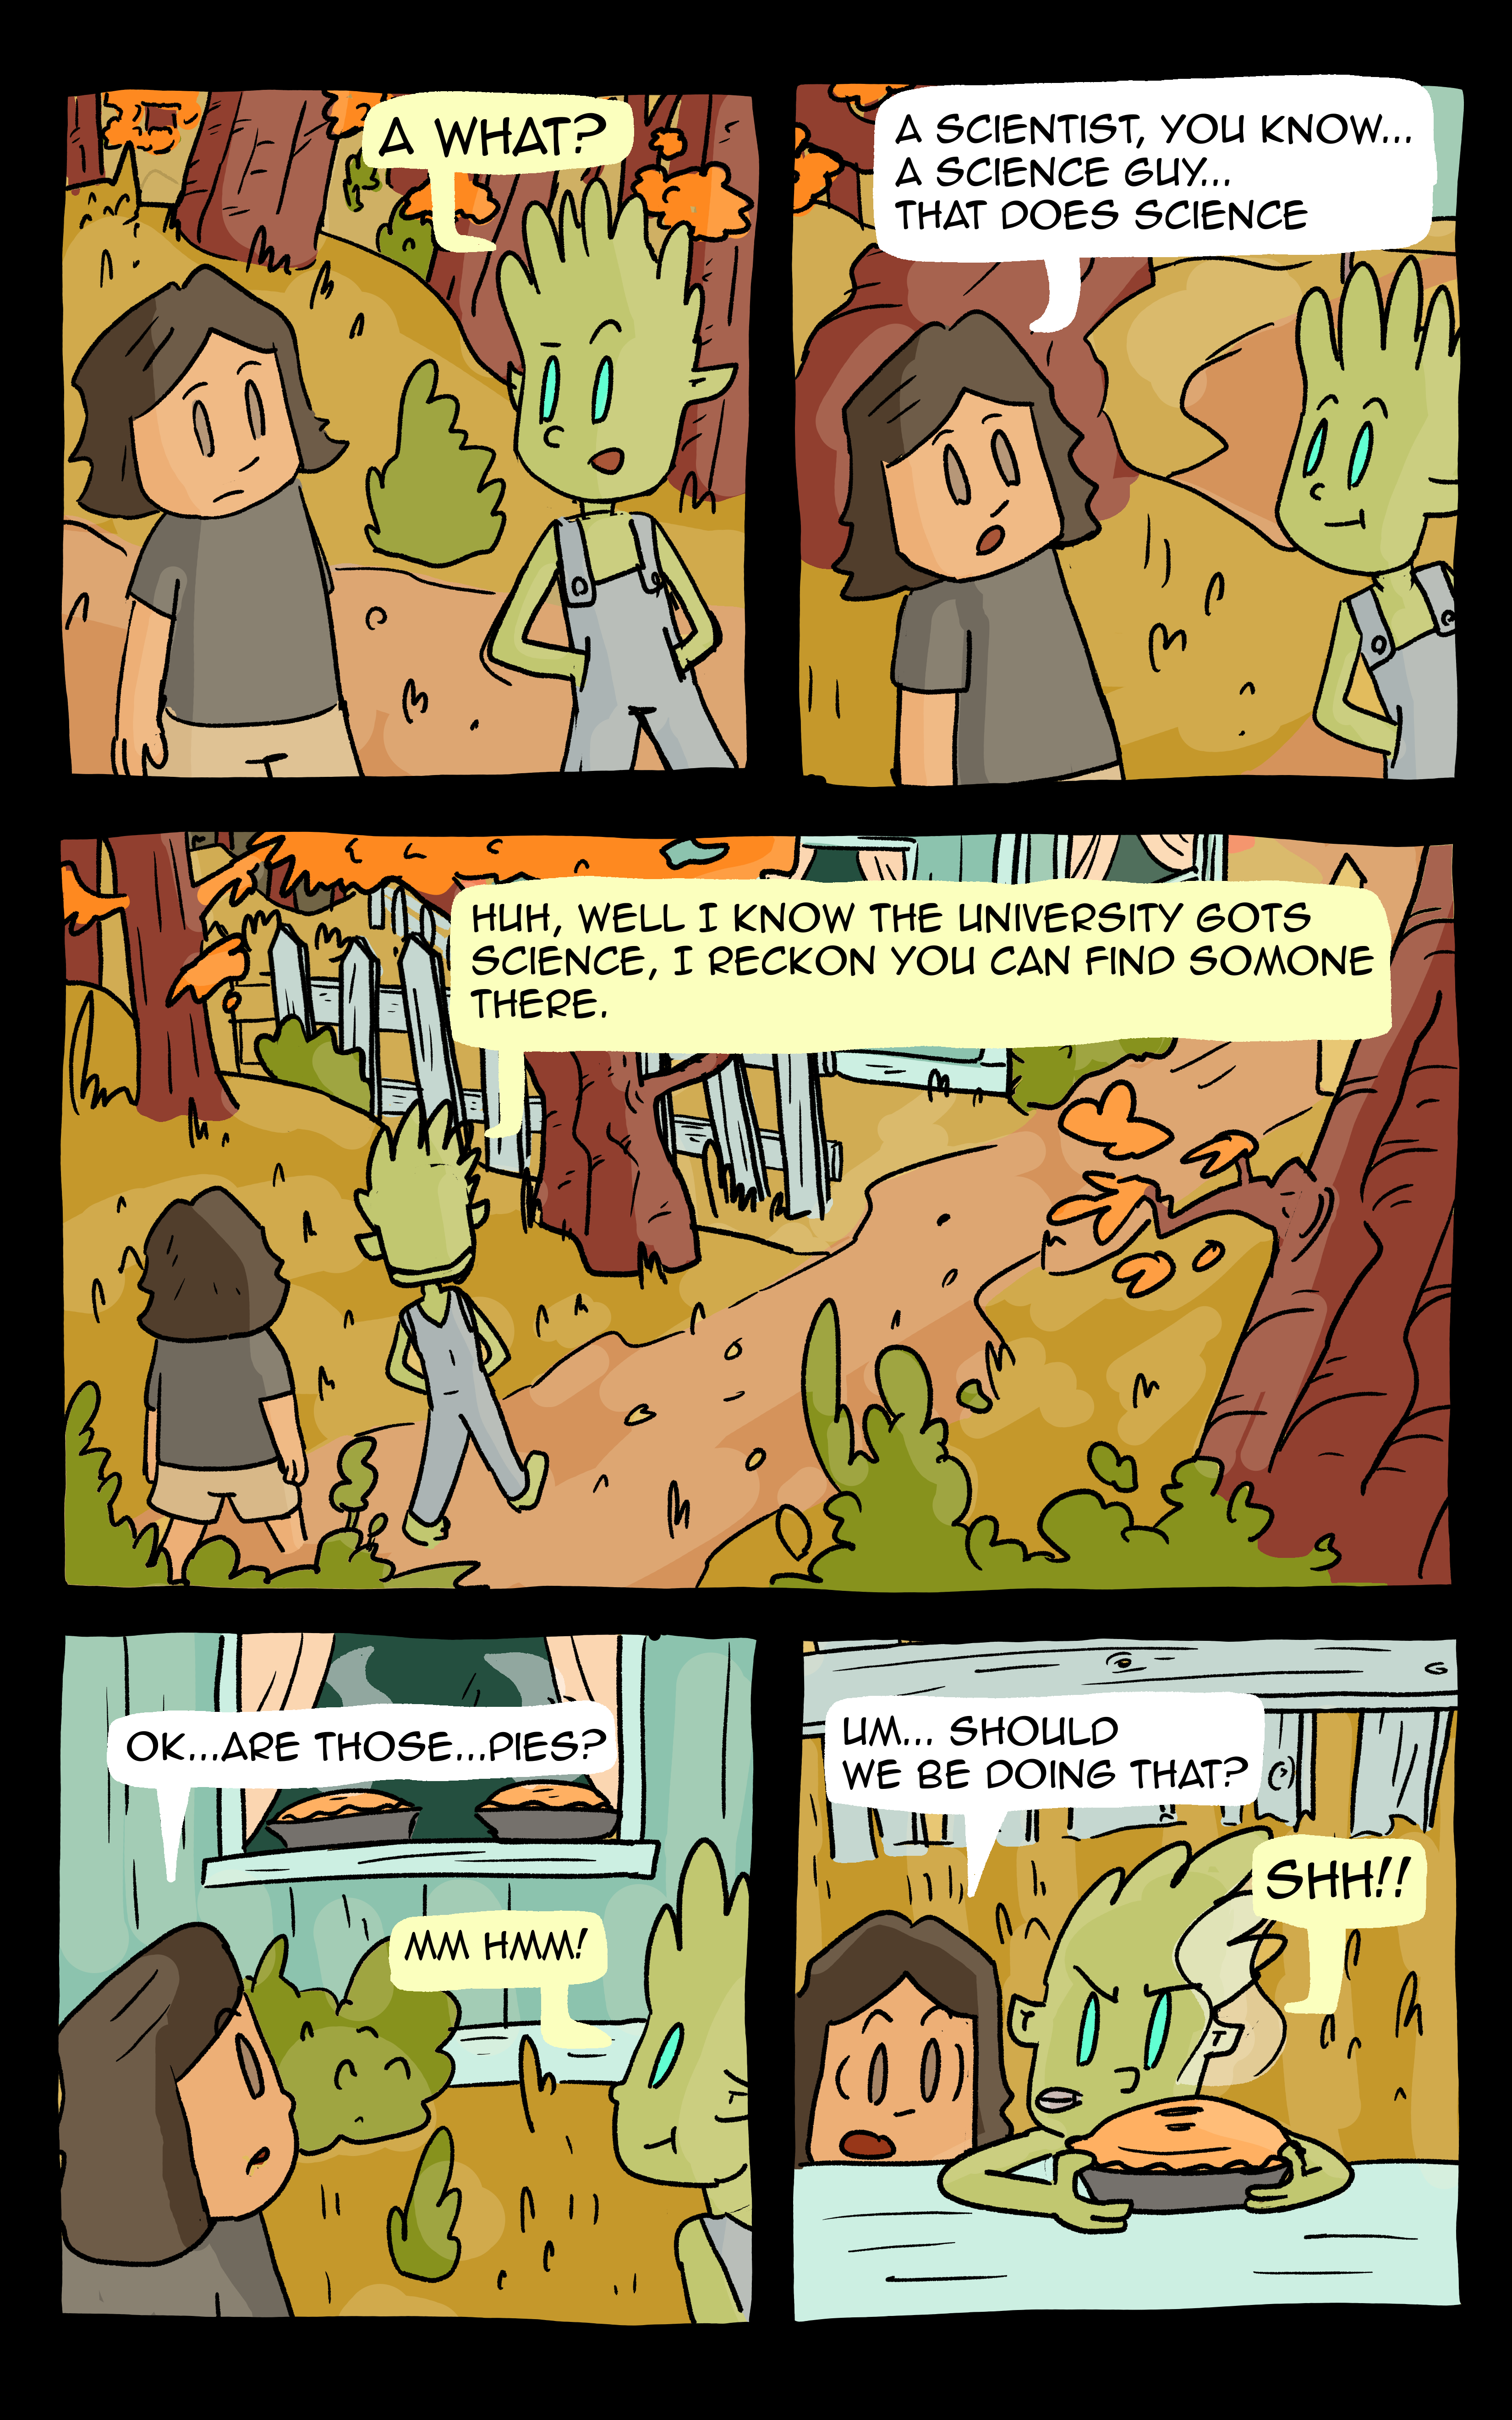 A WHAT?
A SCIENTIST, YOU KNOW...
A SCIENCE GUY...
THAT DOES SCIENCE
HUH, WELL I KNOW THE UNIVERSITY GOTS
SCIENCE, I RECKON YOU CAN FIND SOMONE
THERE.
OK...ARE THOSE...PIES?
MM HMM!
UM... SHOULD
WE BE DOING THAT?
SHH!!